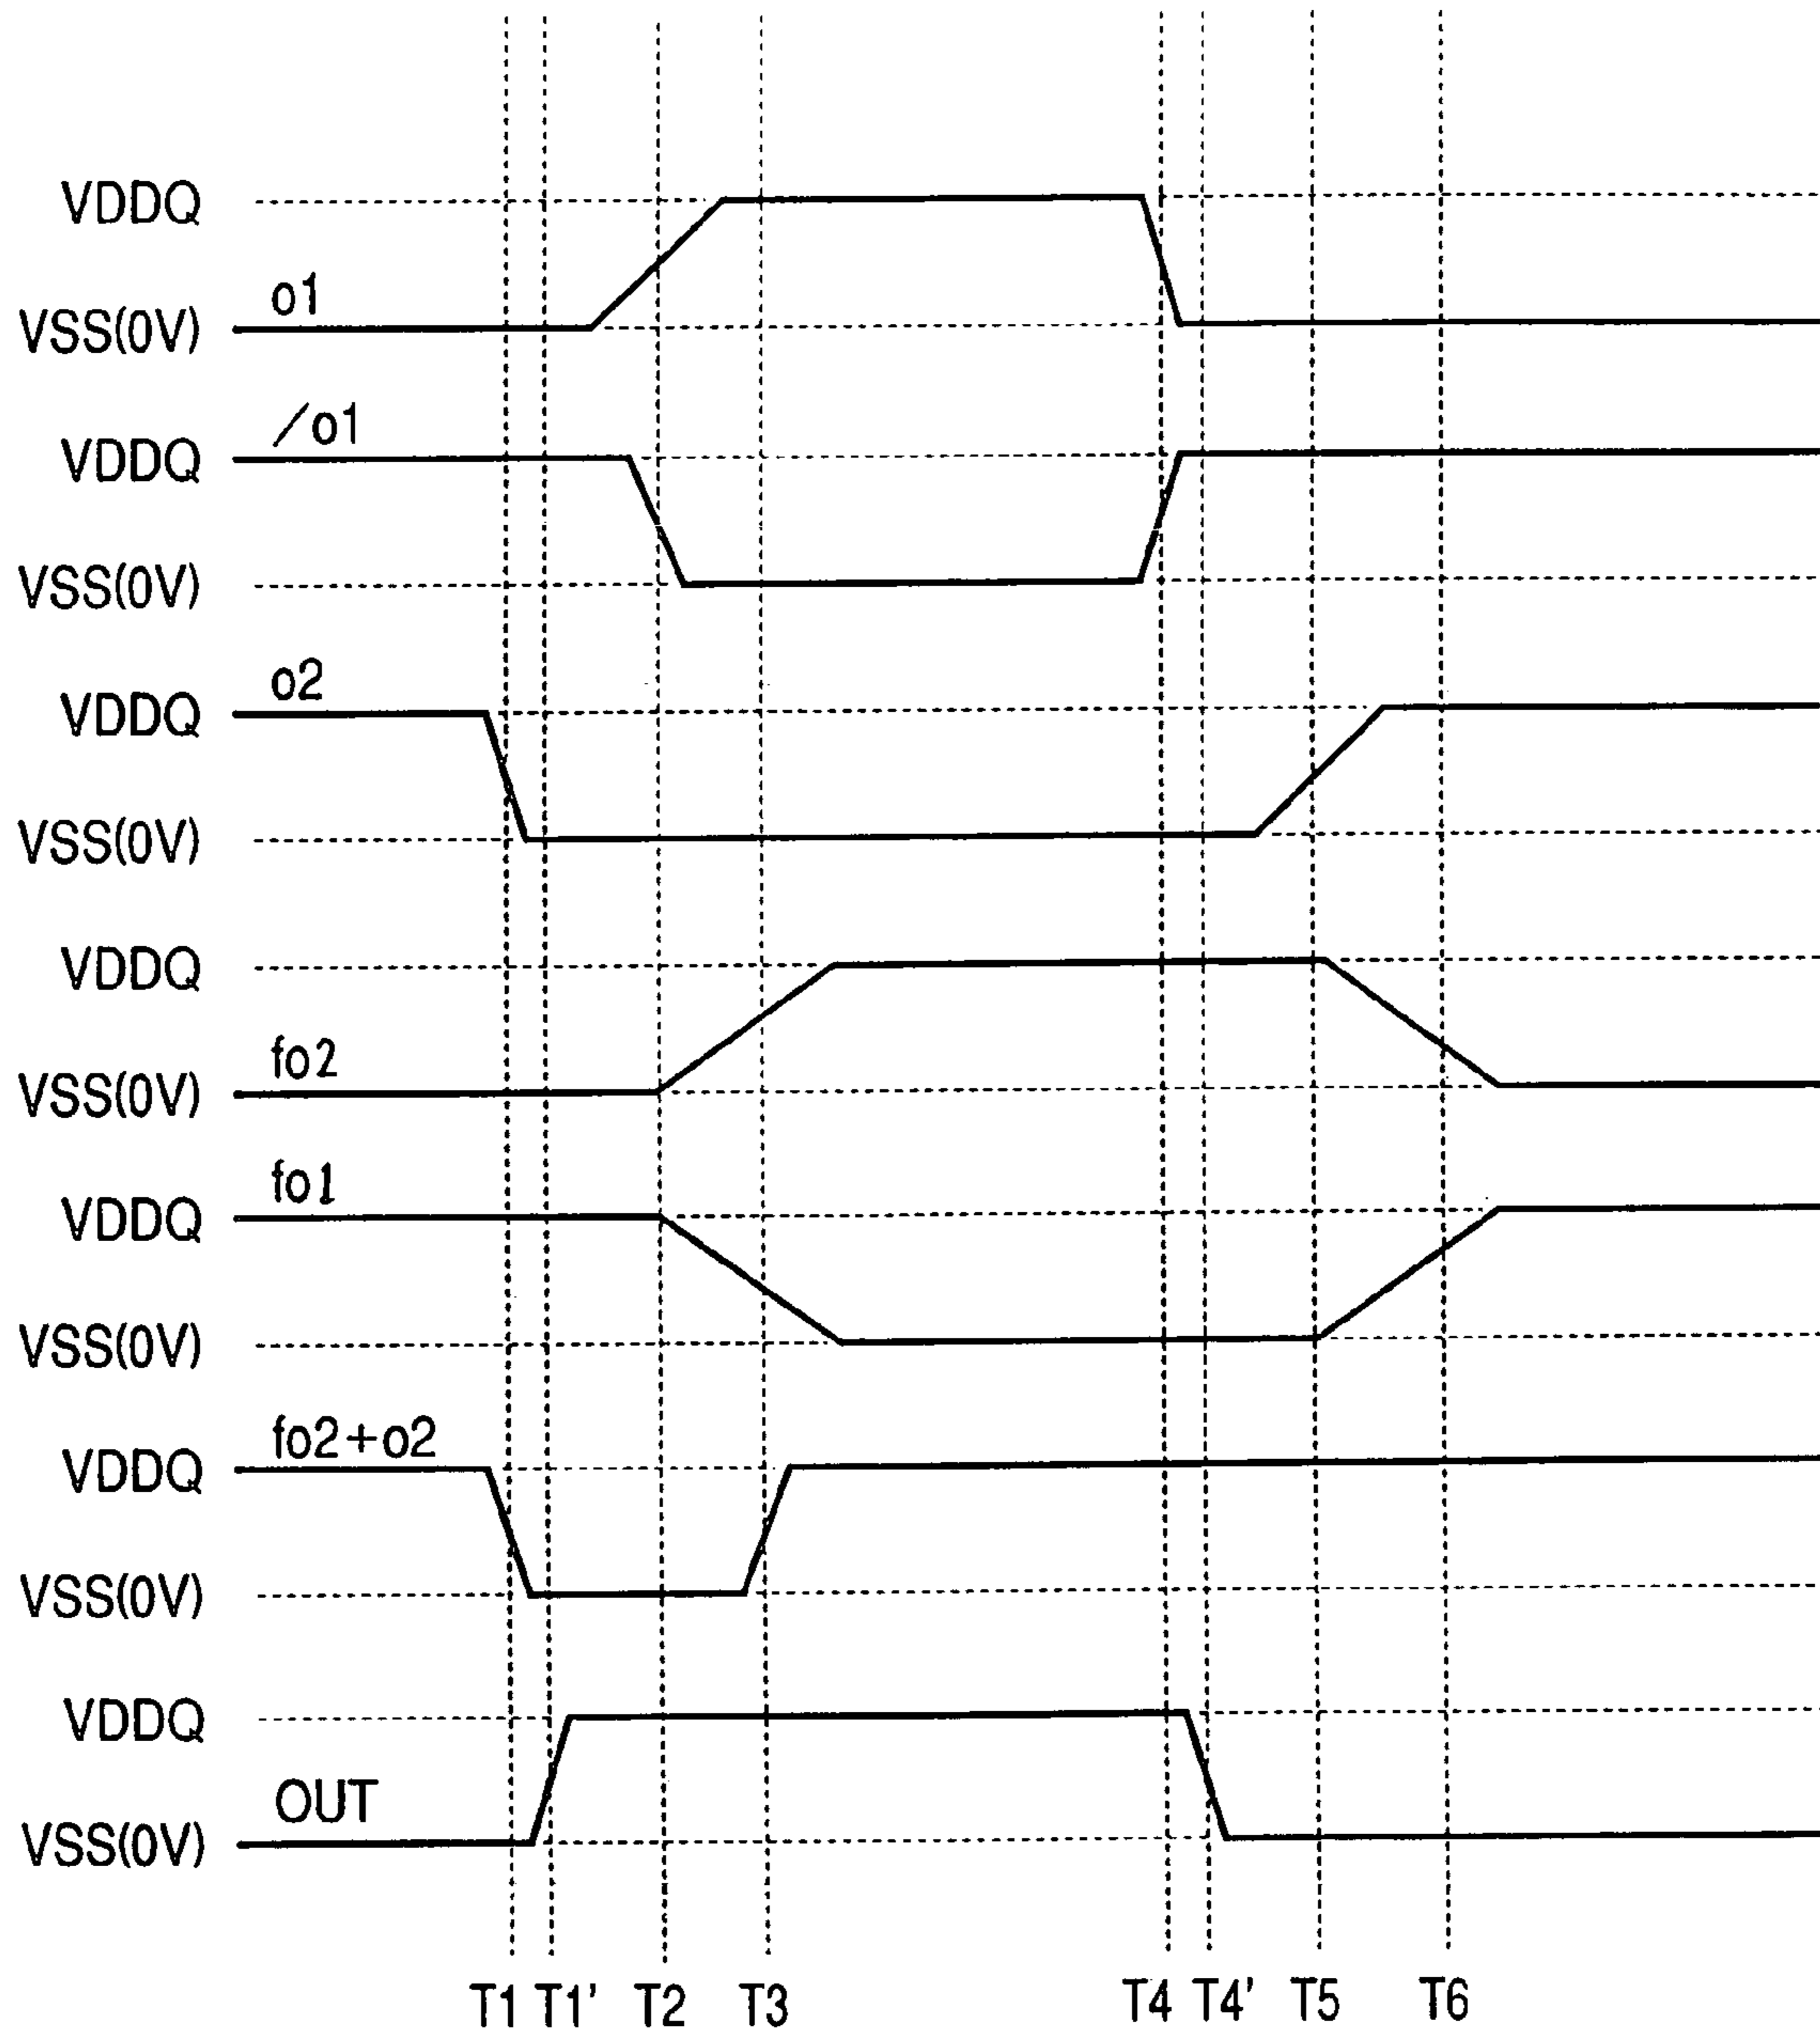 VDDQ
o1
VSS(0V)
/o1
VDDQ
VSS(0V)
o2
VDDQ
VSS(0V)
VDDQ
fo2
VSS(0V)
fo1
VDDQ
VSS(0V)
fo2+o2
VDDQ
VSS(0V)
VDDQ
OUT
VSS(0V)
T1 T1' T2 T3 T4 T4' T5 T6